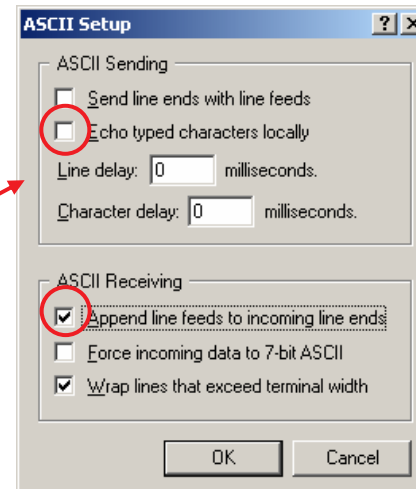 ASCII Setup
ASCII Sending
Send line ends with line feeds
Echo typed characters locally
Line delay: 0 milliseconds.
Character delay: 0 milliseconds.
ASCII Receiving
Append line feeds to incoming line ends
Force incoming data to 7-bit ASCII
Wrap lines that exceed terminal width
OK Cancel